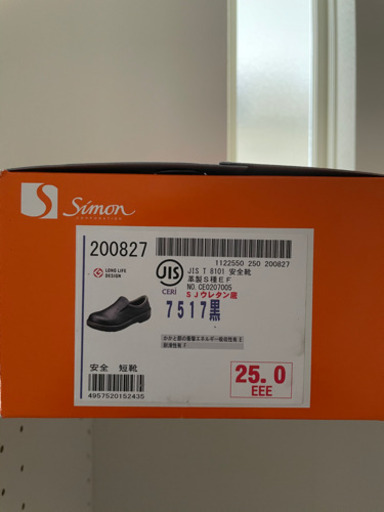 Simon
CORPORATION
200827
1122550 250 200827
LONG LIFE
DESIGN
JIS
CERI
JIS T 8101 安全靴
革製S種EF
NO.CE0207005
SJウレタン底
7517黒
かかと部の衝撃エネルギー吸収性有 E
耐滑性有 F
安全 短靴
4957520152435
25.0
EEE